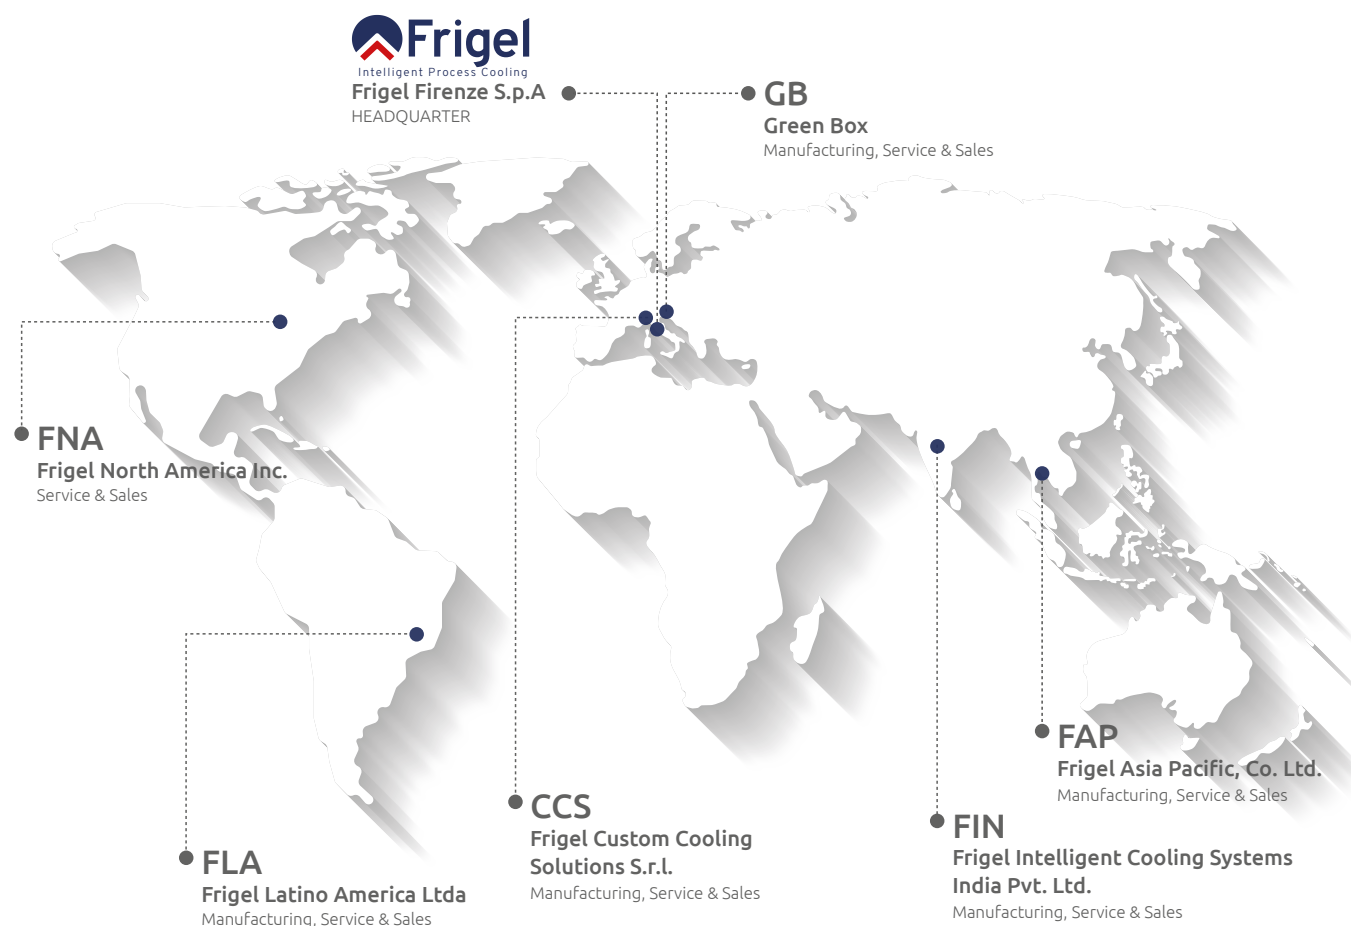 Frigel
Intelligent Process Cooling
Frigel Firenze S.p.A
HEADQUARTER
GB
Green Box
Manufacturing, Service & Sales
FNA
Frigel North America Inc.
Service & Sales
FAP
Frigel Asia Pacific, Co. Ltd.
Manufacturing, Service & Sales
CCS
Frigel Custom Cooling
Solutions S.r.l.
Manufacturing, Service & Sales
FIN
Frigel Intelligent Cooling Systems
India Pvt. Ltd.
Manufacturing, Service & Sales
FLA
Frigel Latino America Ltda
Manufacturing, Service & Sales